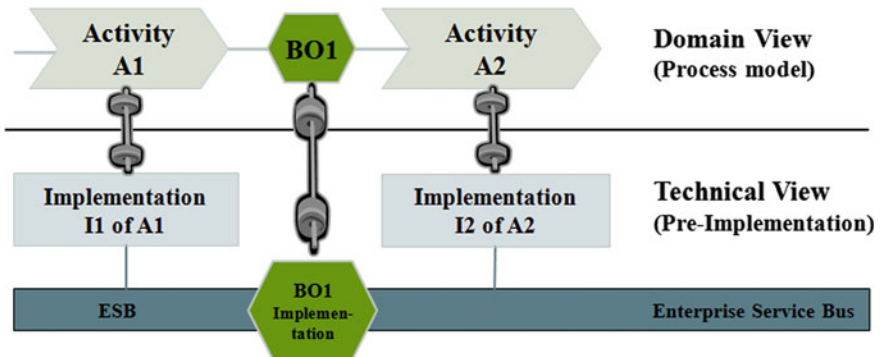 Activity
A1
BO1
Activity
A2
Domain View
(Process model)
Implementation
I1 of A1
Implementation
I2 of A2
Technical View
(Pre-Implementation)
ESB
BO1
Implemen-
tation
Enterprise Service Bus